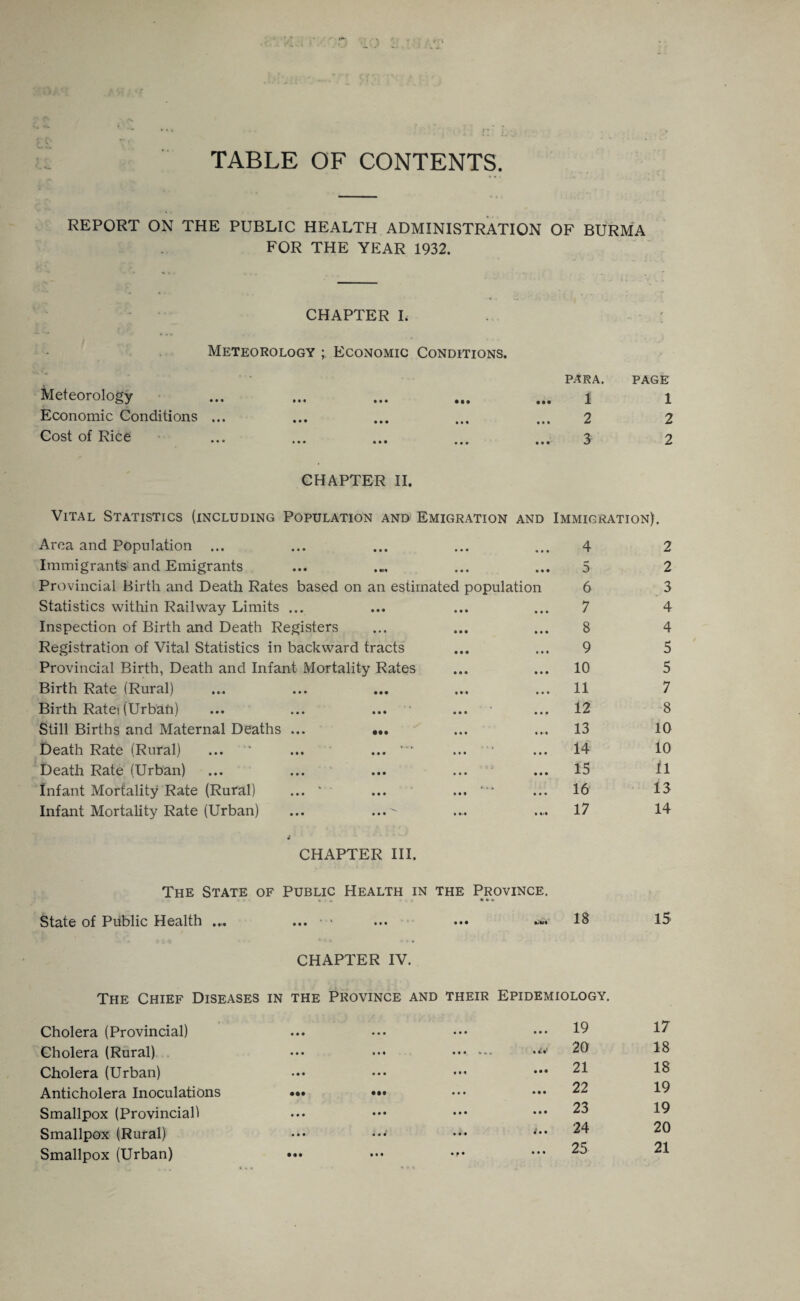 TABLE OF CONTENTS.
REPORT ON THE PUBLIC HEALTH ADMINISTRATION OF BURMA
FOR THE YEAR 1932.
CHAPTER I.
METEOROLOGY ; ECONOMIC CONDITIONS.
PARA. PAGE
Meteorology ... ... ... ... ... 1 1
Economic Conditions ... ... ... ... ... 2 2
Cost of Rice ... ... ... ... ... 3 2
CHAPTER II.
VITAL STATISTICS (INCLUDING POPULATION AND EMIGRATION AND IMMIGRATION).
Area and Population ... ... ... ... ... 4 2
Immigrants and Emigrants ... ... ... ... 5 2
Provincial Birth and Death Rates based on an estimated population 6 3
Statistics within Railway Limits ... ... ... ... 7 4
Inspection of Birth and Death Registers ... ... ... 8 4
Registration of Vital Statistics in backward tracts ... ... 9 5
Provincial Birth, Death and Infant Mortality Rates ... ... 10 5
Birth Rate (Rural) ... ... ... ... ... 11 7
Birth Rate (Urban) ... ... ... ... ... 12 8
Still Births and Maternal Deaths ... ... ... ... 13 10
Death Rate (Rural) ... ... ... ... ... 14 10
Death Rate (Urban) ... ... ... ... ... 15 11
Infant Mortality Rate (Rural) ... ... ... ... 16 13
Infant Mortality Rate (Urban) ... ... ... ... 17 14
CHAPTER III.
THE STATE OF PUBLIC HEALTH IN THE PROVINCE.
State of Public Health ... ... ... ... ... 18 15
CHAPTER IV.
THE CHIEF DISEASES IN THE PROVINCE AND THEIR EPIDEMIOLOGY.
Cholera (Provincial) ... ... ... ... 19 17
Cholera (Rural) ... ... ... ... 20 18
Cholera (Urban) ... ... ... ... 21 18
Anticholera Inoculations ... ... ... ... 22 19
Smallpox (Provincial) ... ... ... ... 23 19
Smallpox (Rural) ... ... ... ... 24 20
Smallpox (Urban) ... ... ... ... 25 21